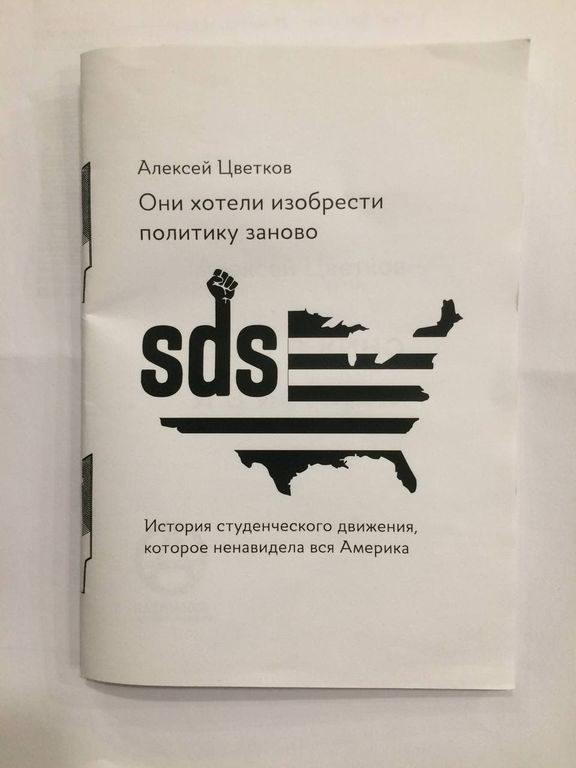 Алексей Цветков
Они хотели изобрести
политику заново
sds
История студенческого движения,
которое ненавидела вся Америка